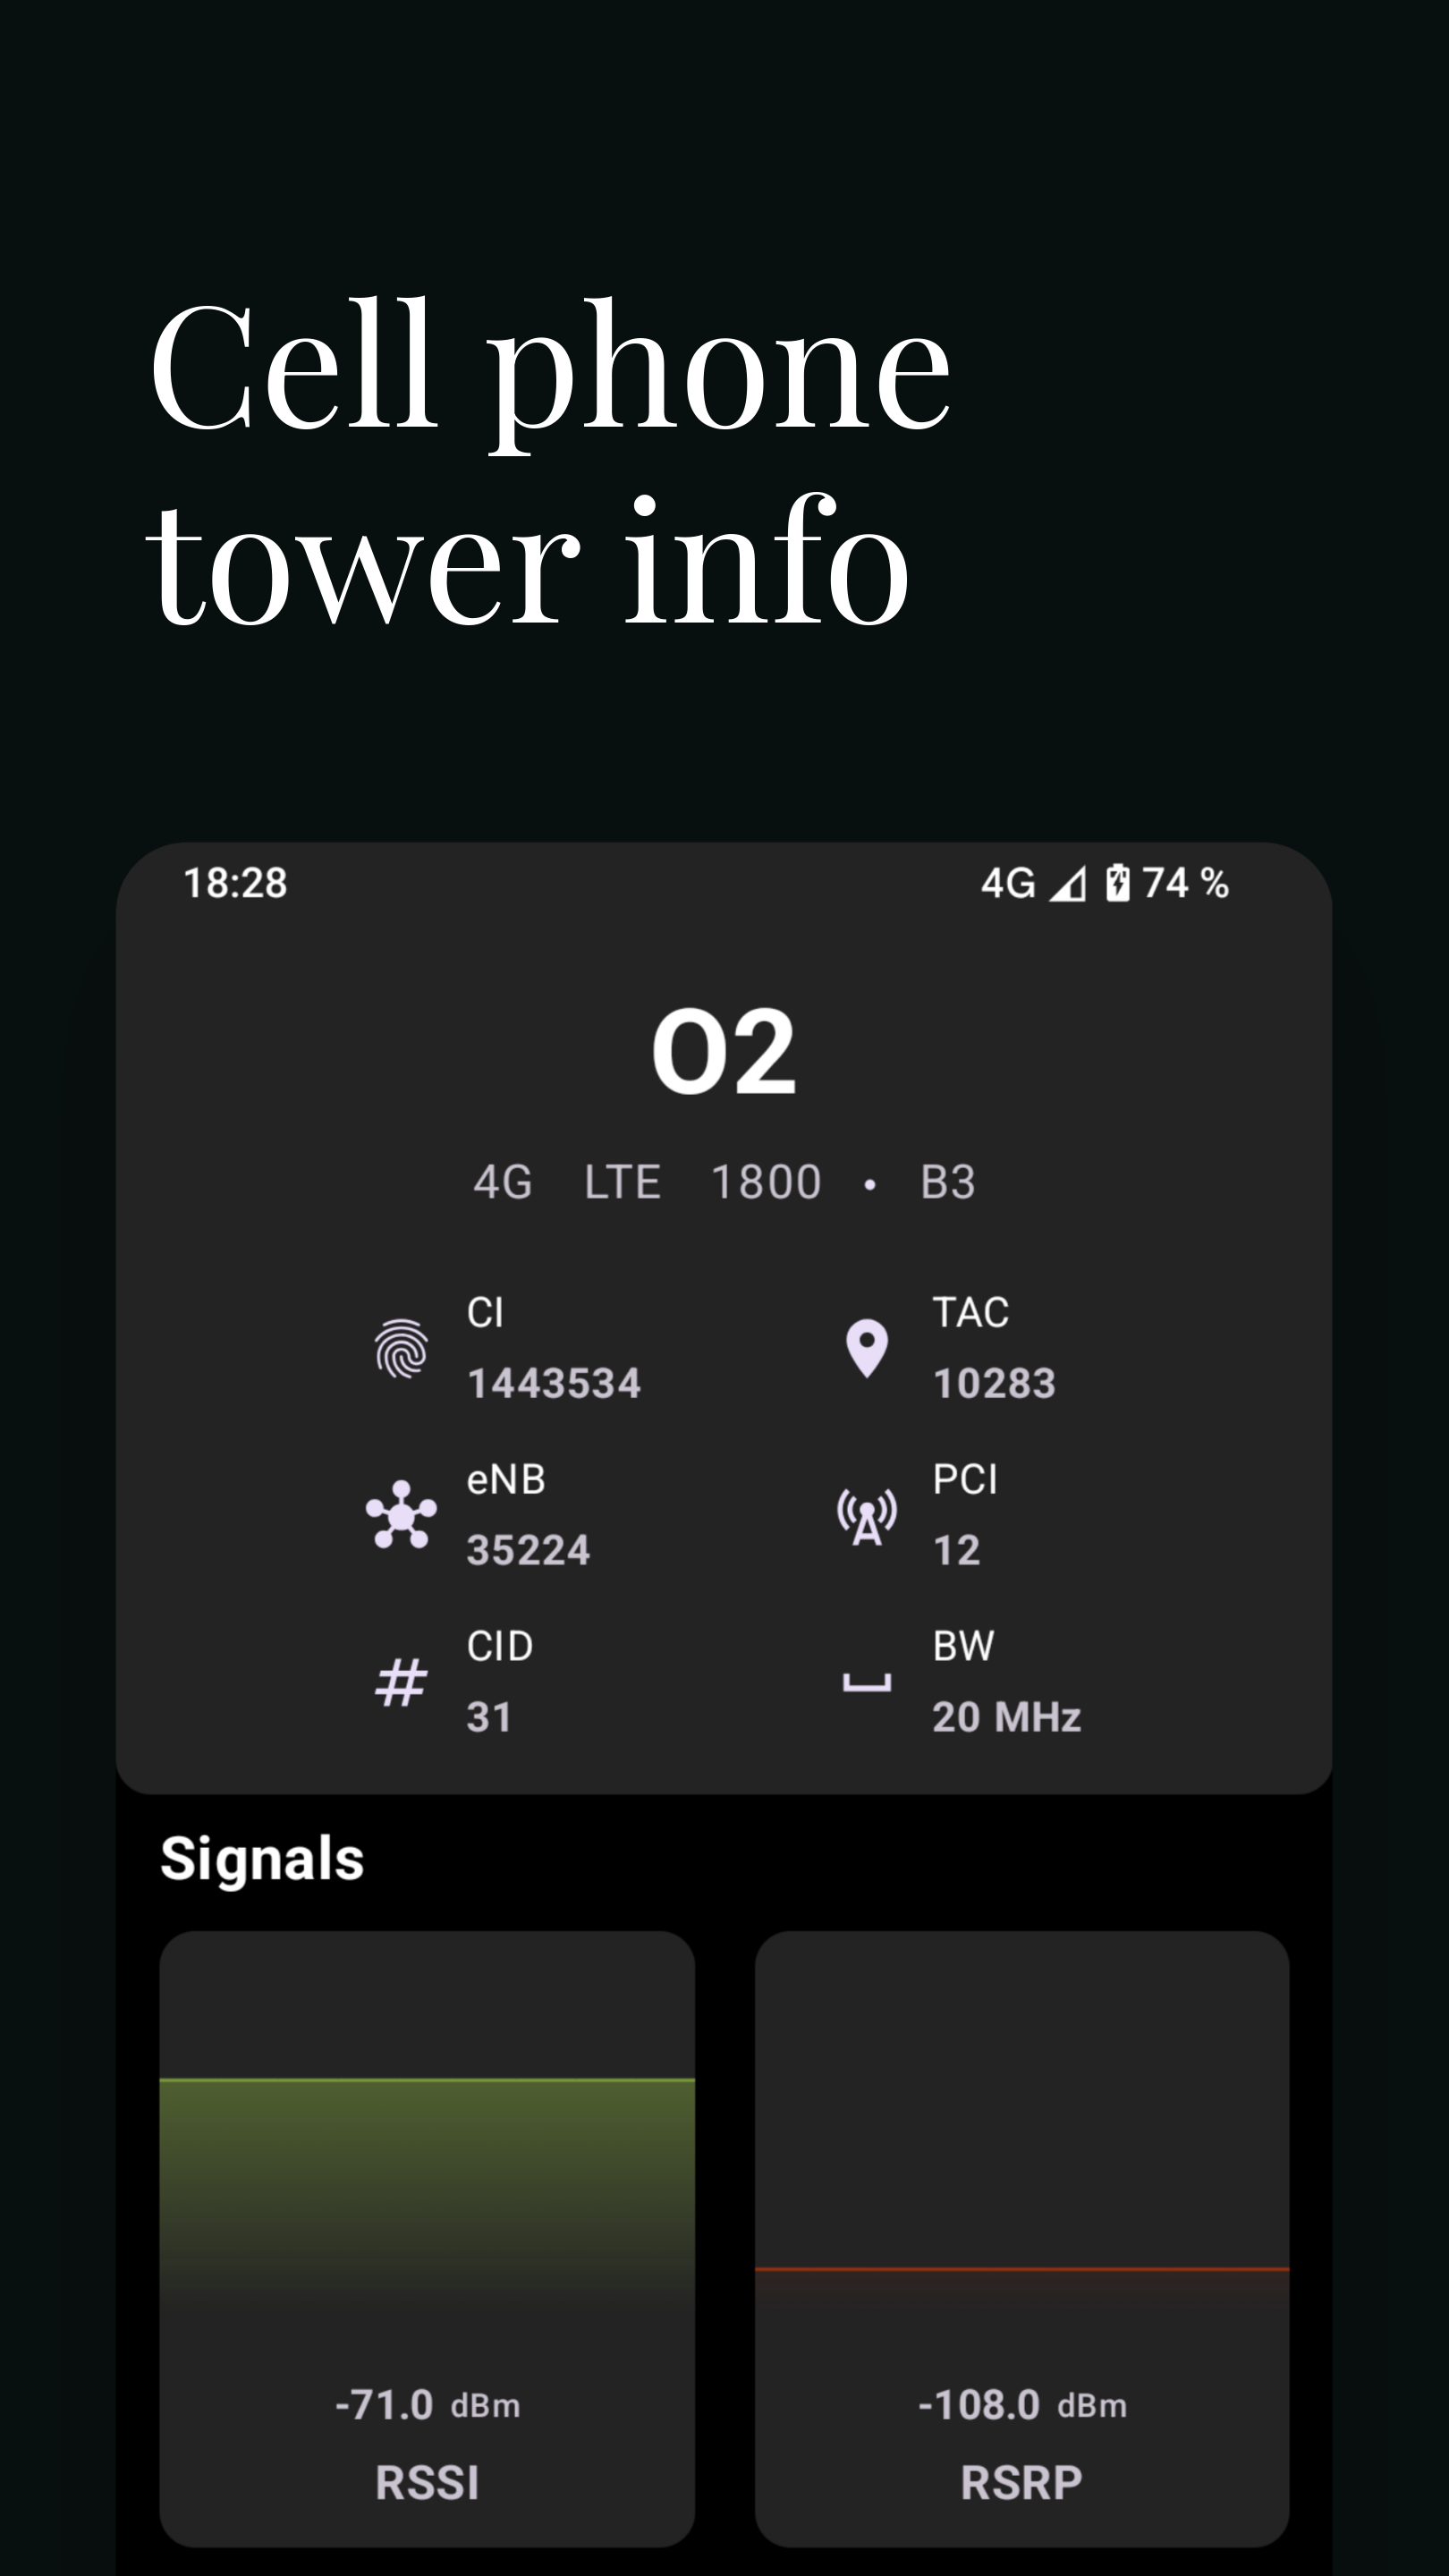 Cell phone
tower info
18:28 4G 74 %
O2
4G LTE 1800 • B3
CI TAC
1443534 10283
eNB PCI
35224 12
CID BW
31 20 MHz
Signals
-71.0 dBm -108.0 dBm
RSSI RSRP